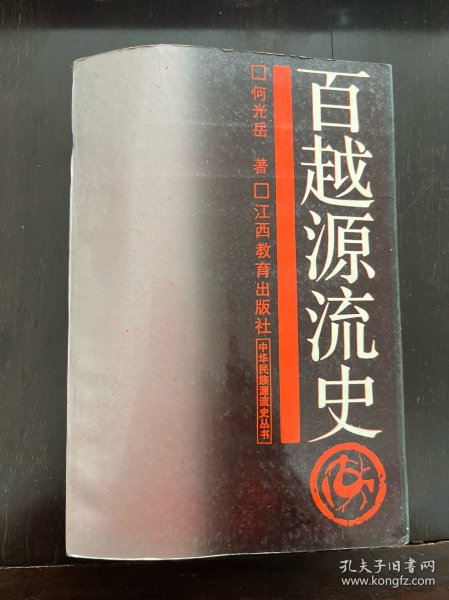 百越源流史
□何光岳 著□江西教育出版社
中华民族源流史丛书
孔夫子旧书网
www.kongfz.com